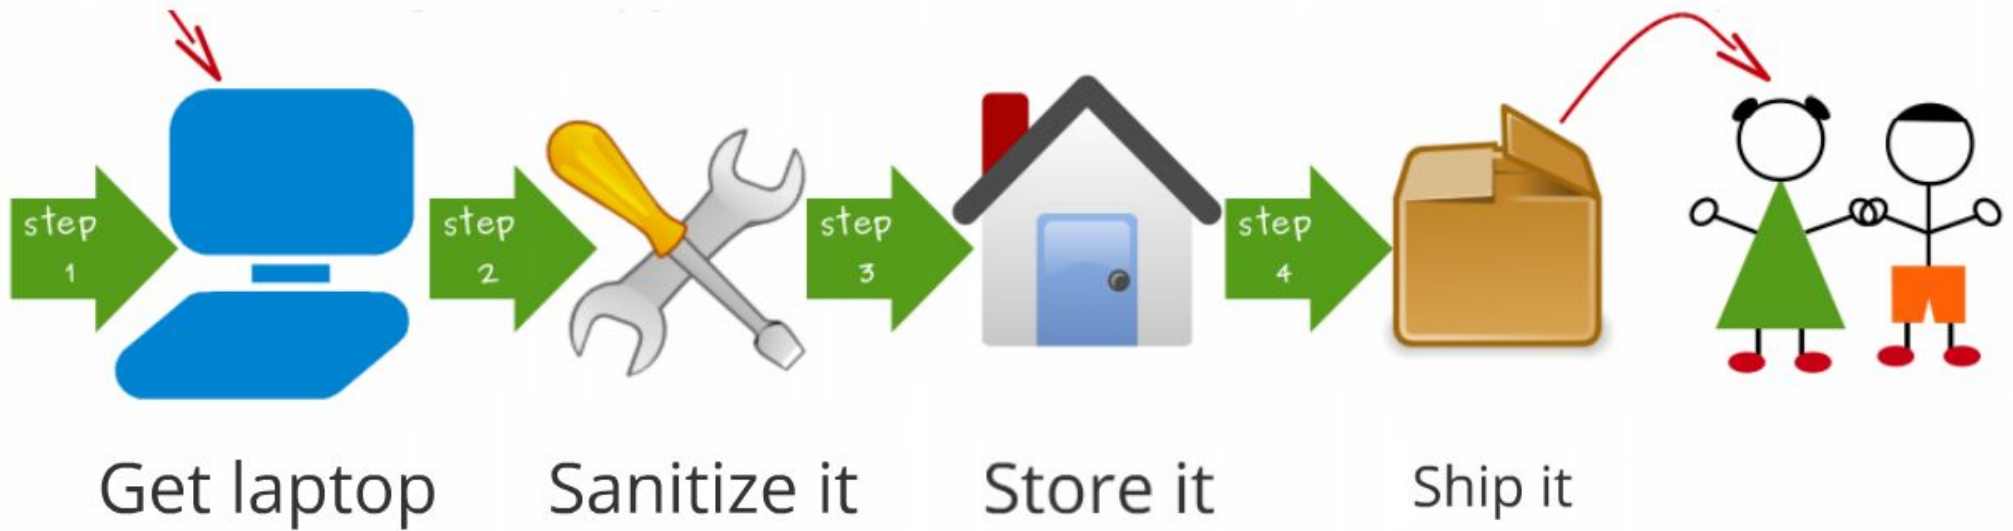 step
1
step
2
step
3
step
4
Get laptop
Sanitize it
Store it
Ship it